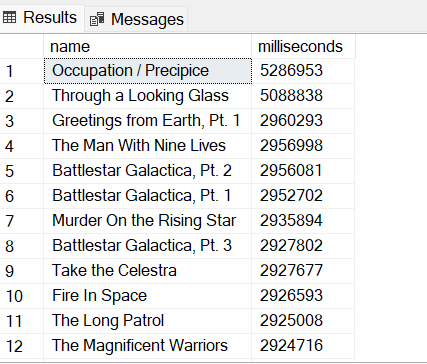 Results Messages
name milliseconds
1 Occupation / Precipice 5286953
2 Through a Looking Glass 5088838
3 Greetings from Earth, Pt. 1 2960293
4 The Man With Nine Lives 2956998
5 Battlestar Galactica, Pt. 2 2956081
6 Battlestar Galactica, Pt. 1 2952702
7 Murder On the Rising Star 2935894
8 Battlestar Galactica, Pt. 3 2927802
9 Take the Celestra 2927677
10 Fire In Space 2926593
11 The Long Patrol 2925008
12 The Magnificent Warriors 2924716